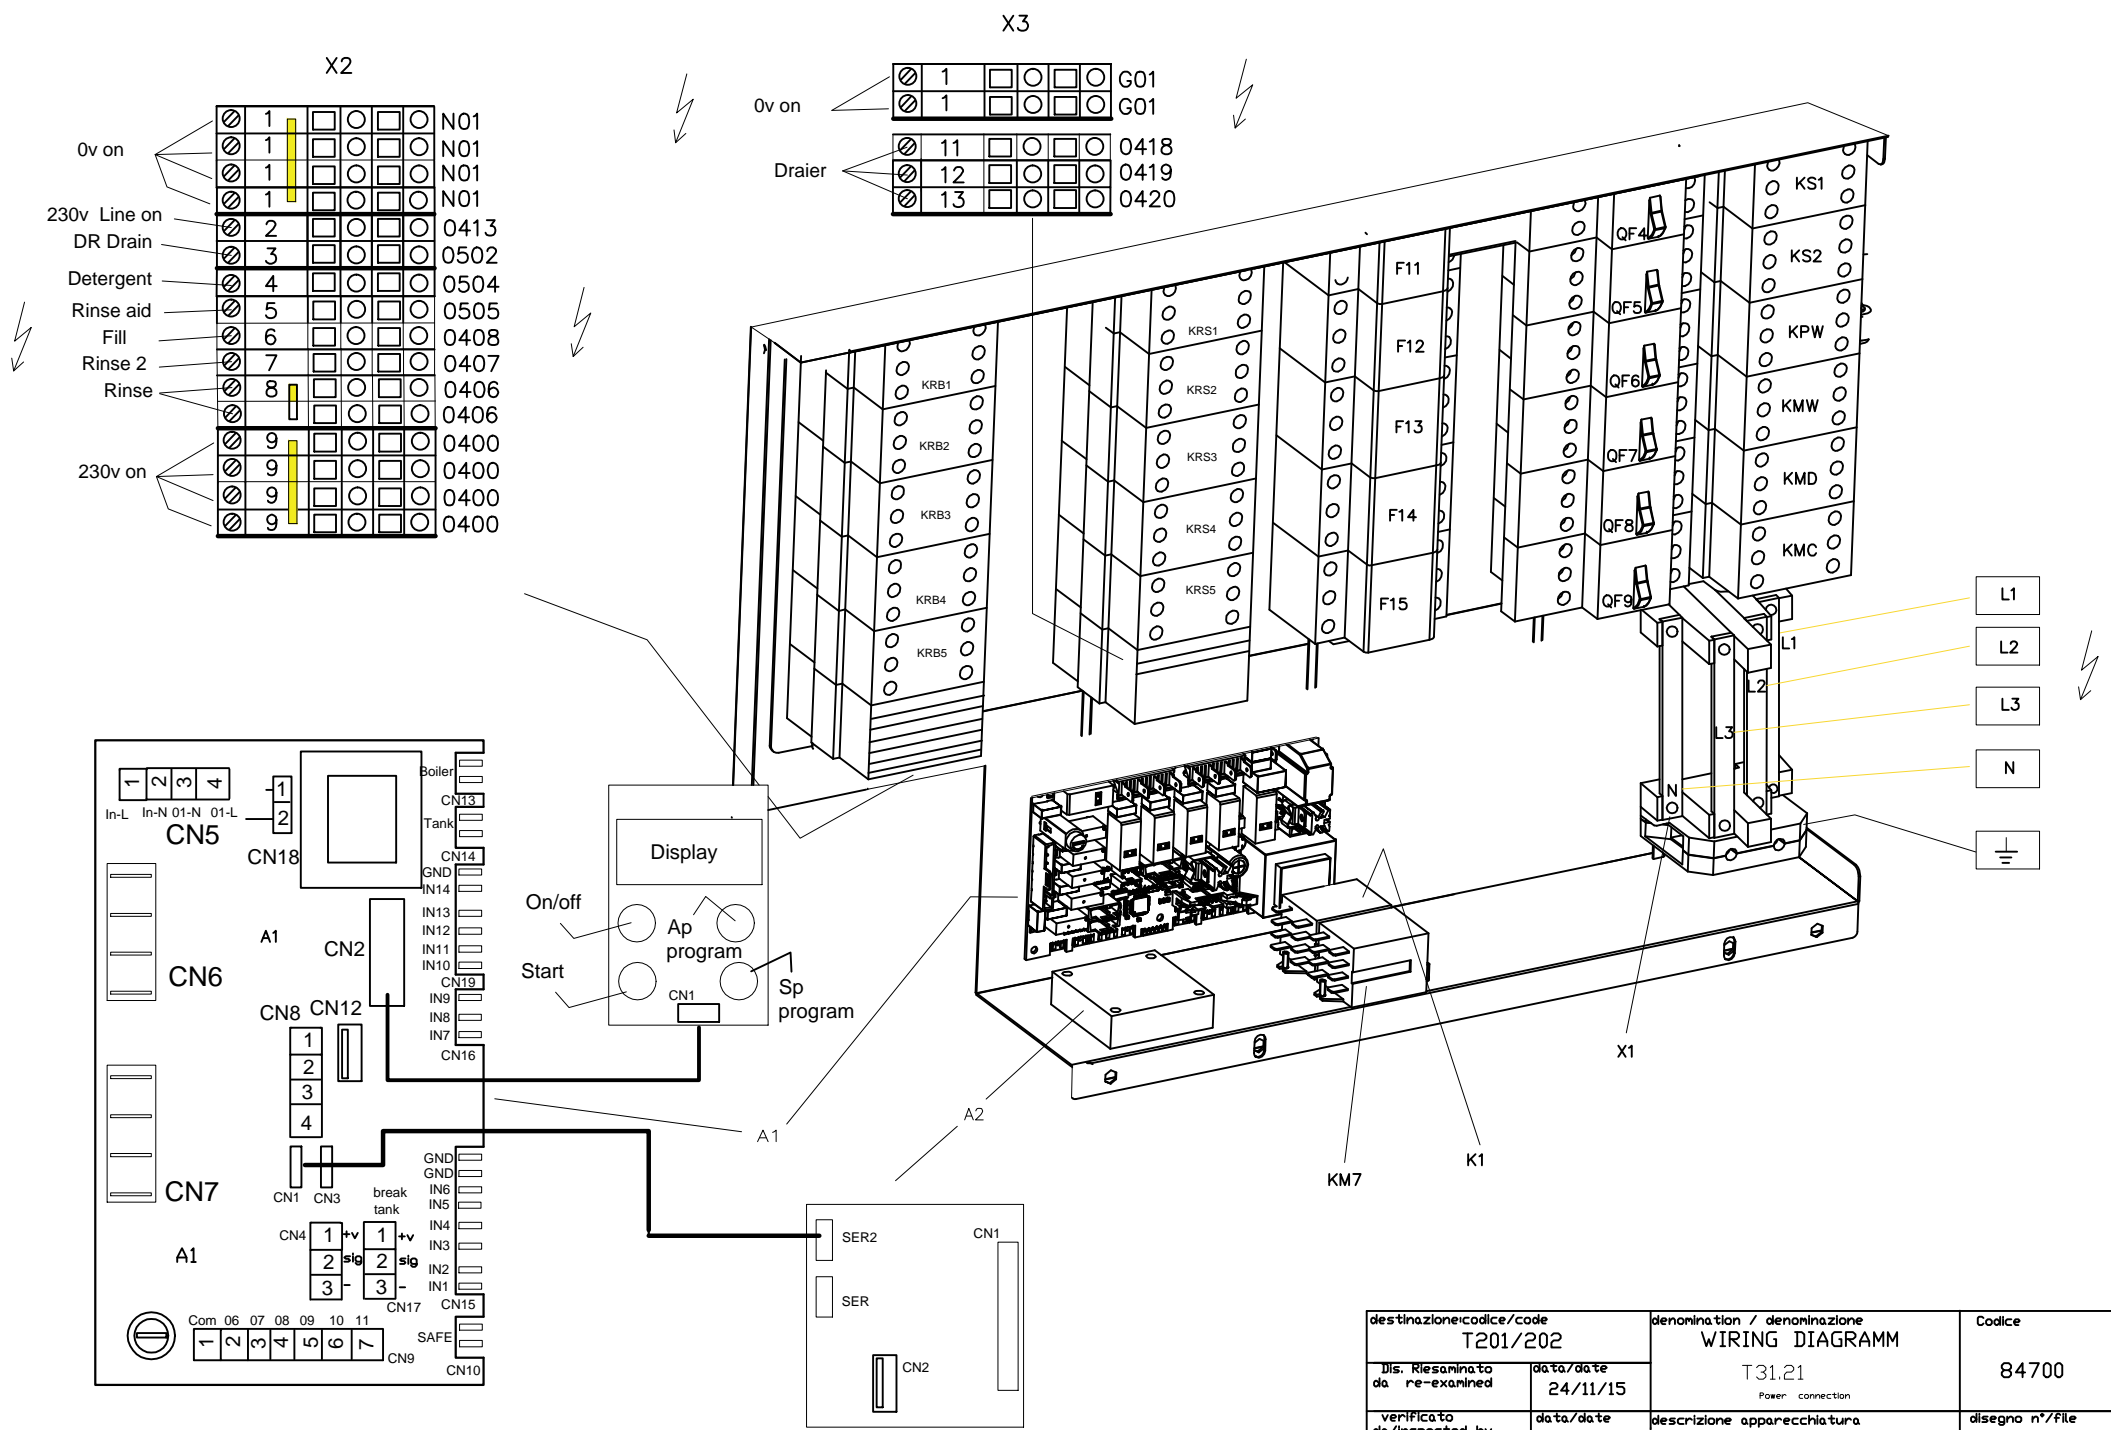 X3
X2
1 G01
0v on
1 G01
1 N01
0v on
1 N01
1 N01
1 N01
11 0418
Draier
12 0419
13 0420
230v Line on
2 0413
DR Drain
3 0502
Detergent
4 0504
Rinse aid
5 0505
Fill
6 0408
Rinse 2
7 0407
Rinse
8 0406
0406
9 0400
230v on
9 0400
9 0400
9 0400
KRB1
KRB2
KRB3
KRB4
KRB5
KRS1
KRS2
KRS3
KRS4
KRS5
F11
F12
F13
F14
F15
QF4
QF5
QF6
QF7
QF8
QF9
KS1
KS2
KPW
KMW
KMD
KMC
L1
L2
L3
N
L1
L2
L3
N
X1
K1
KM7
A1
A2
Display
On/off
Ap
program
Start
Sp
program
CN1
1 2 3 4
In-L In-N 01-N 01-L
CN5
1
2
CN18
Boiler
CN13
Tank
CN14
GND
IN14
IN13
IN12
IN11
IN10
CN19
IN9
IN8
IN7
CN16
A1
CN2
CN6
CN8
CN12
1
2
3
4
CN7
CN1 CN3
break
tank
GND
GND
IN6
IN5
IN4
IN3
IN2
IN1
CN15
CN4
1 +v
2 sig
3 -
1 +v
2 sig
3 -
CN17
A1
SAFE
CN10
Com 06 07 08 09 10 11
1 2 3 4 5 6 7
CN9
SER2
SER
CN1
CN2
destinazione:codice/code
T201/202
denomination / denominazione
WIRING DIAGRAMM
T31.21
Power connection
Codice
84700
Dis. Riesaminato
da re-examined
data/date
24/11/15
verificato
da/inspected by
data/date
descrizione apparecchiatura
disegno n°/file